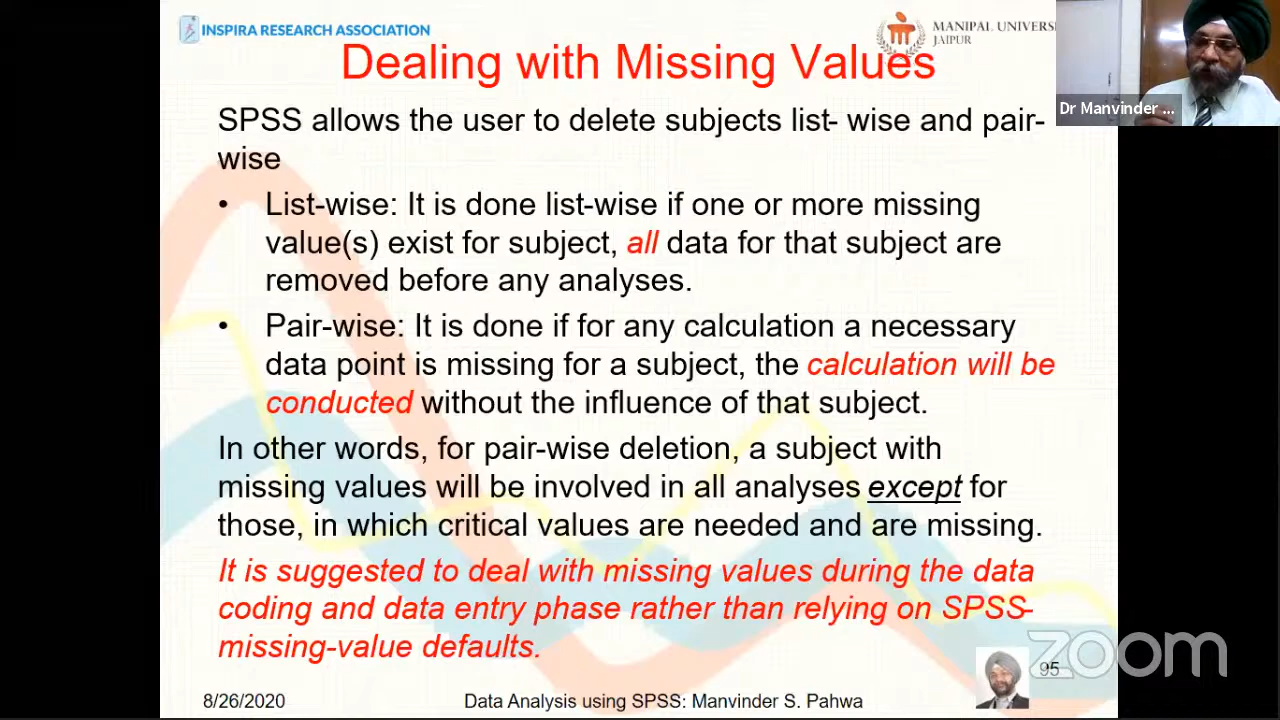 INSPIRA RESEARCH ASSOCIATION
MANIPAL UNIVERS
JAIPUR
Dealing with Missing Values
Dr Manvinder ...
SPSS allows the user to delete subjects list- wise and pair-
wise
• List-wise: It is done list-wise if one or more missing
value(s) exist for subject, all data for that subject are
removed before any analyses.
• Pair-wise: It is done if for any calculation a necessary
data point is missing for a subject, the calculation will be
conducted without the influence of that subject.
In other words, for pair-wise deletion, a subject with
missing values will be involved in all analyses except for
those, in which critical values are needed and are missing.
It is suggested to deal with missing values during the data
coding and data entry phase rather than relying on SPSS-
missing-value defaults.
zoom
95
8/26/2020
Data Analysis using SPSS: Manvinder S. Pahwa